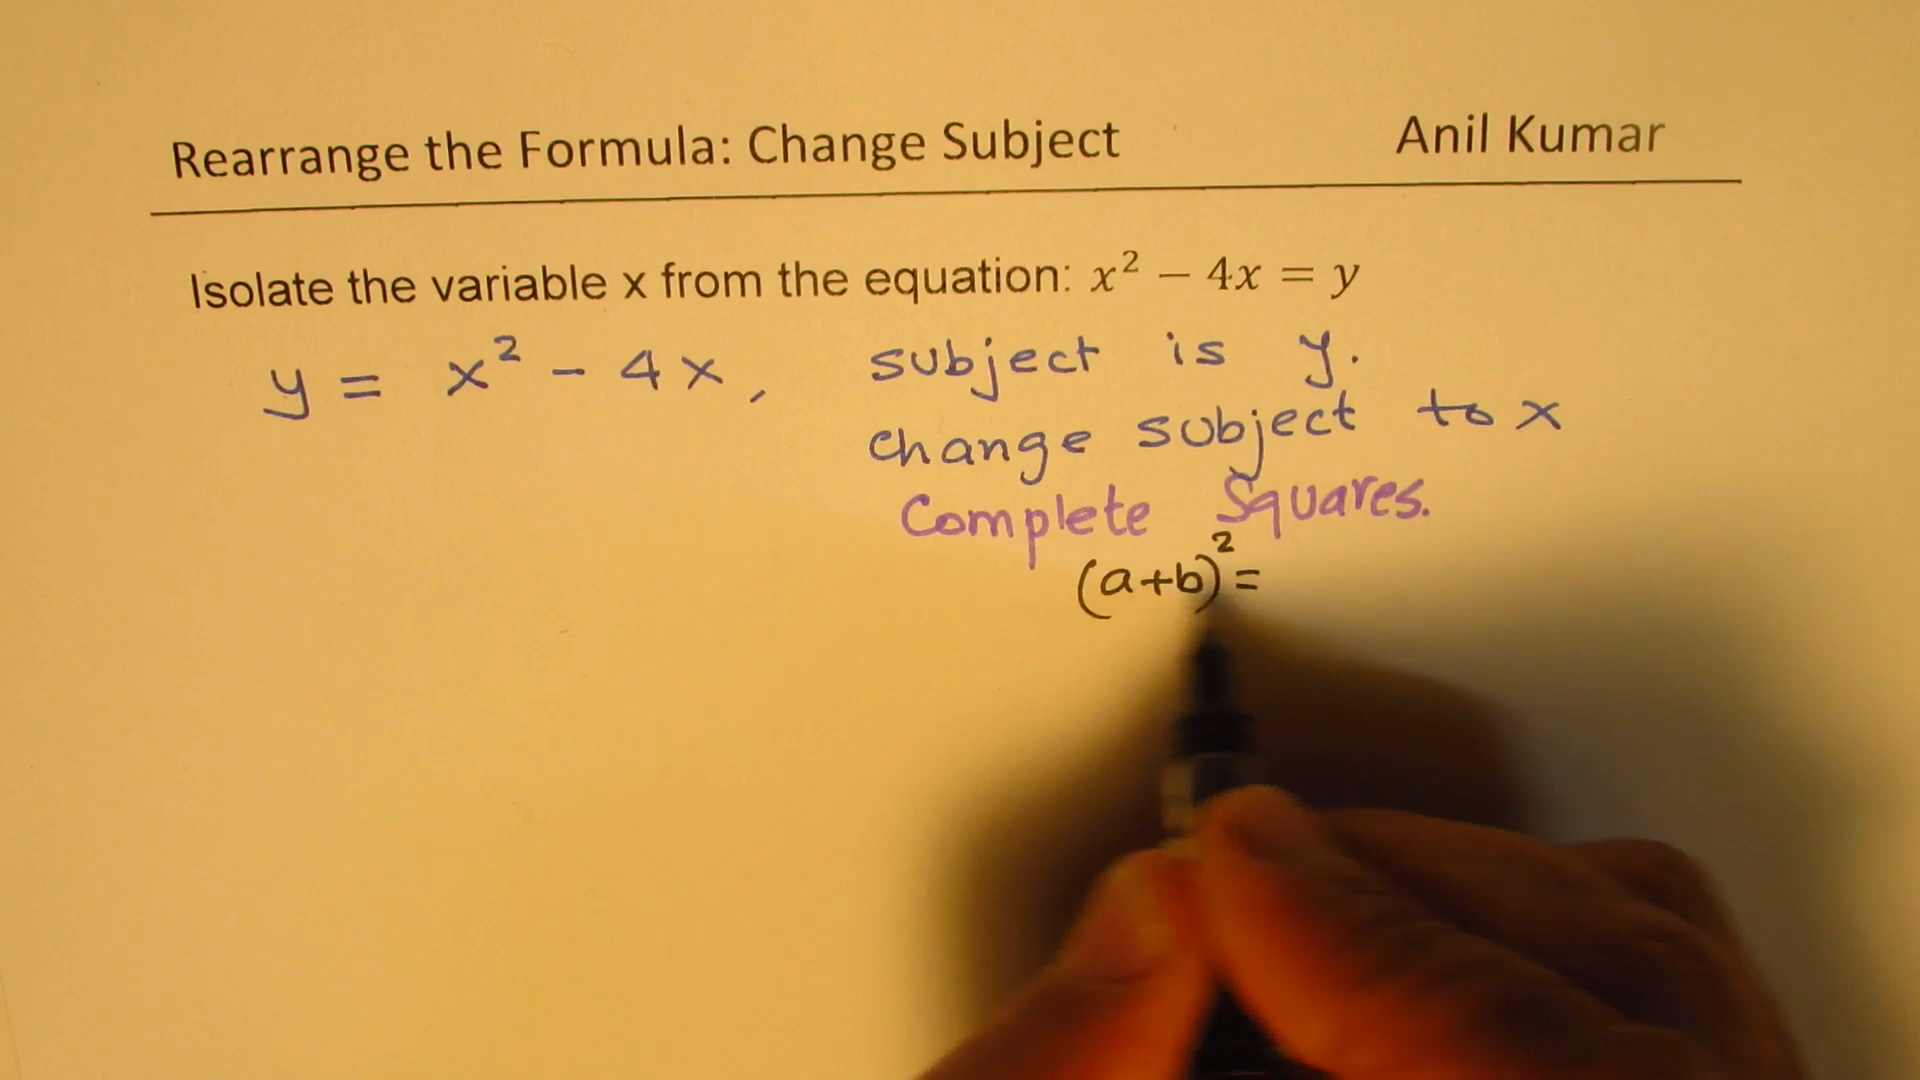 Rearrange the Formula: Change Subject Anil Kumar
Isolate the variable x from the equation: x² − 4x = y
y = x² − 4x, subject is y.
change subject to x
Complete Squares.
(a+b)² =